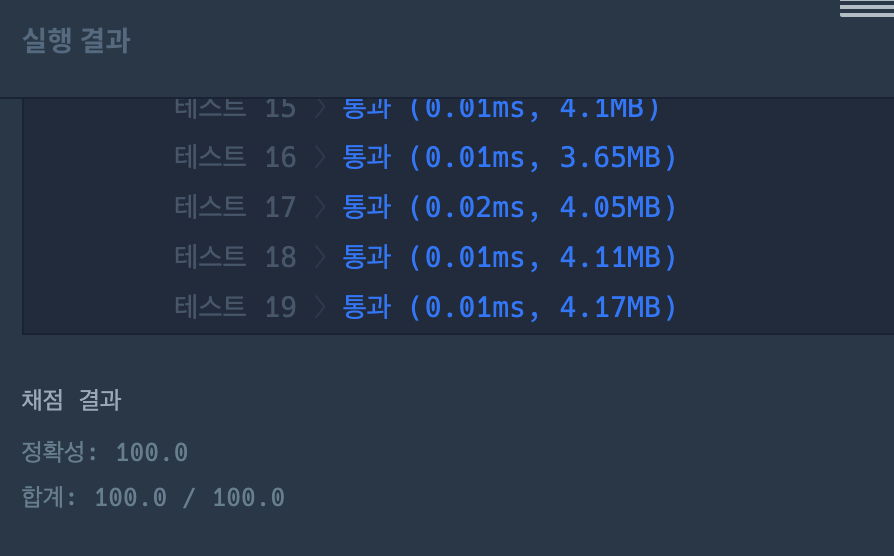 실행 결과
테스트 15 〉 통과 (0.01ms, 4.1MB)
테스트 16 〉 통과 (0.01ms, 3.65MB)
테스트 17 〉 통과 (0.02ms, 4.05MB)
테스트 18 〉 통과 (0.01ms, 4.11MB)
테스트 19 〉 통과 (0.01ms, 4.17MB)
채점 결과
정확성: 100.0
합계: 100.0 / 100.0